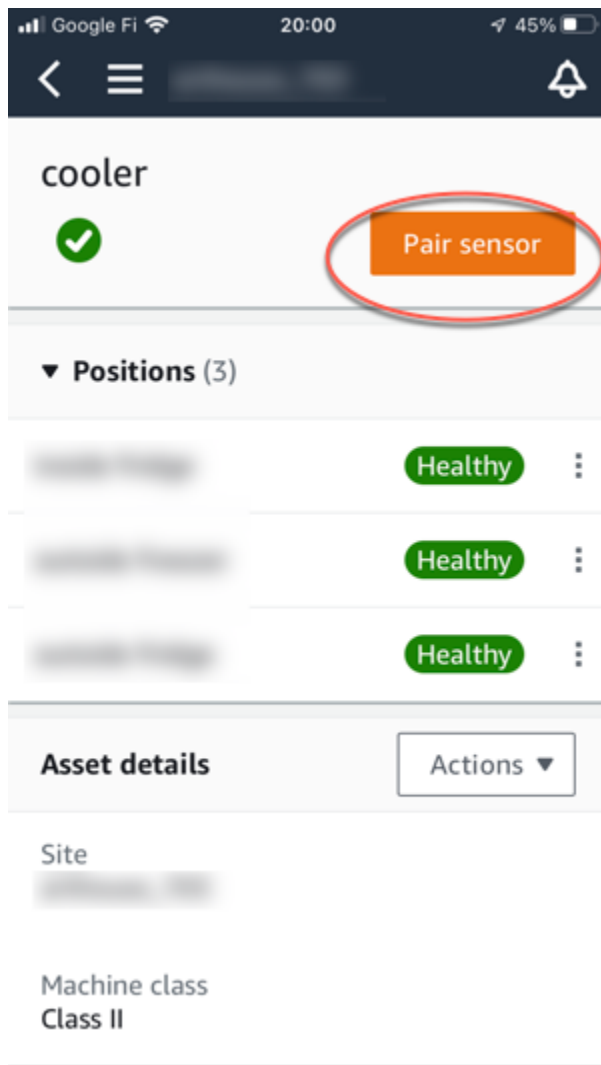 Google Fi 20:00 45%
cooler
Pair sensor
Positions (3)
Healthy
Healthy
Healthy
Asset details Actions
Site
Machine class
Class II